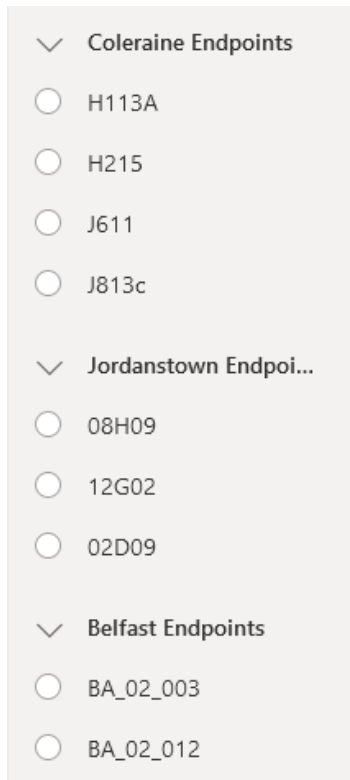 Coleraine Endpoints
H113A
H215
J611
J813c
Jordanstown Endpoi...
08H09
12G02
02D09
Belfast Endpoints
BA_02_003
BA_02_012